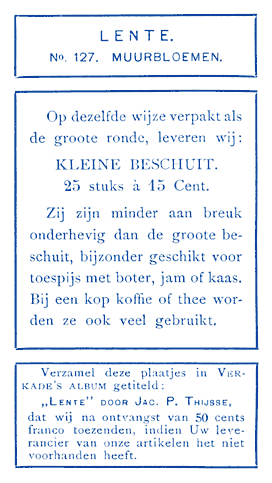 LENTE.
No. 127. MUURBLOEMEN.
Op dezelfde wijze verpakt als
de groote ronde, leveren wij:
KLEINE BESCHUIT.
25 stuks à 15 Cent.
Zij zijn minder aan breuk
onderhevig dan de groote be-
schuit, bijzonder geschikt voor
toespijs met boter, jam of kaas.
Bij een kop koffie of thee wor-
den ze ook veel gebruikt.
Verzamel deze plaatjes in VER-
KADE'S ALBUM getiteld:
„LENTE" DOOR JAC. P. THIJSSE,
dat wij na ontvangst van 50 cents
franco toezenden, indien Uw leve-
rancier van onze artikelen het niet
voorhanden heeft.